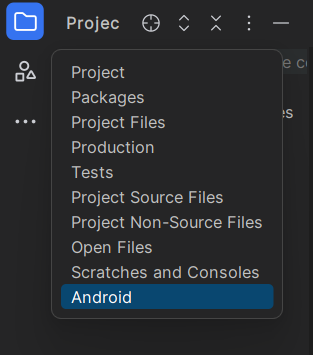 Projec
e c
Project
Packages
es
Project Files
Production
Tests
Project Source Files
Project Non-Source Files
Open Files
Scratches and Consoles
Android